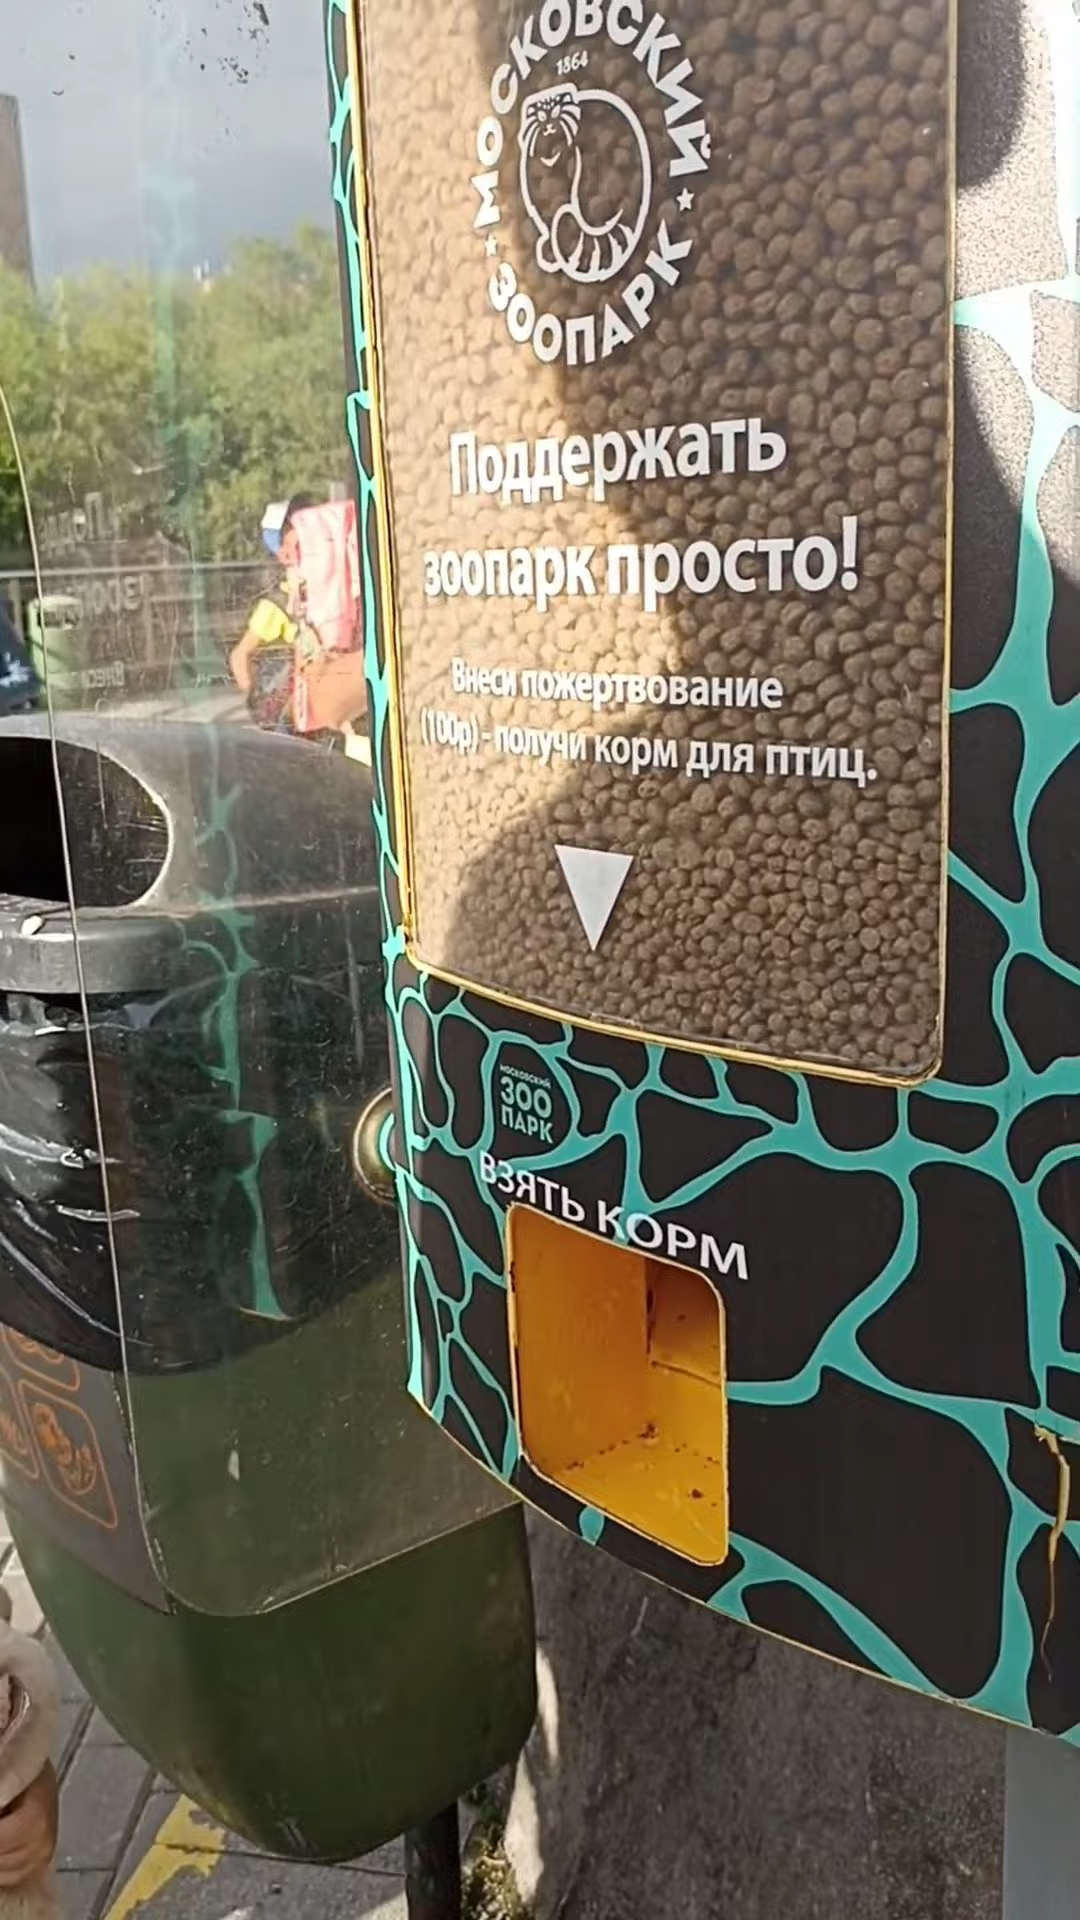 МОСКОВСКИЙ
1864
ЗООПАРК
Поддержать
зоопарк просто!
Внеси пожертвование
(100р) - получи корм для птиц.
МОСКОВСКИЙ
ЗОО
ПАРК
ВЗЯТЬ КОРМ